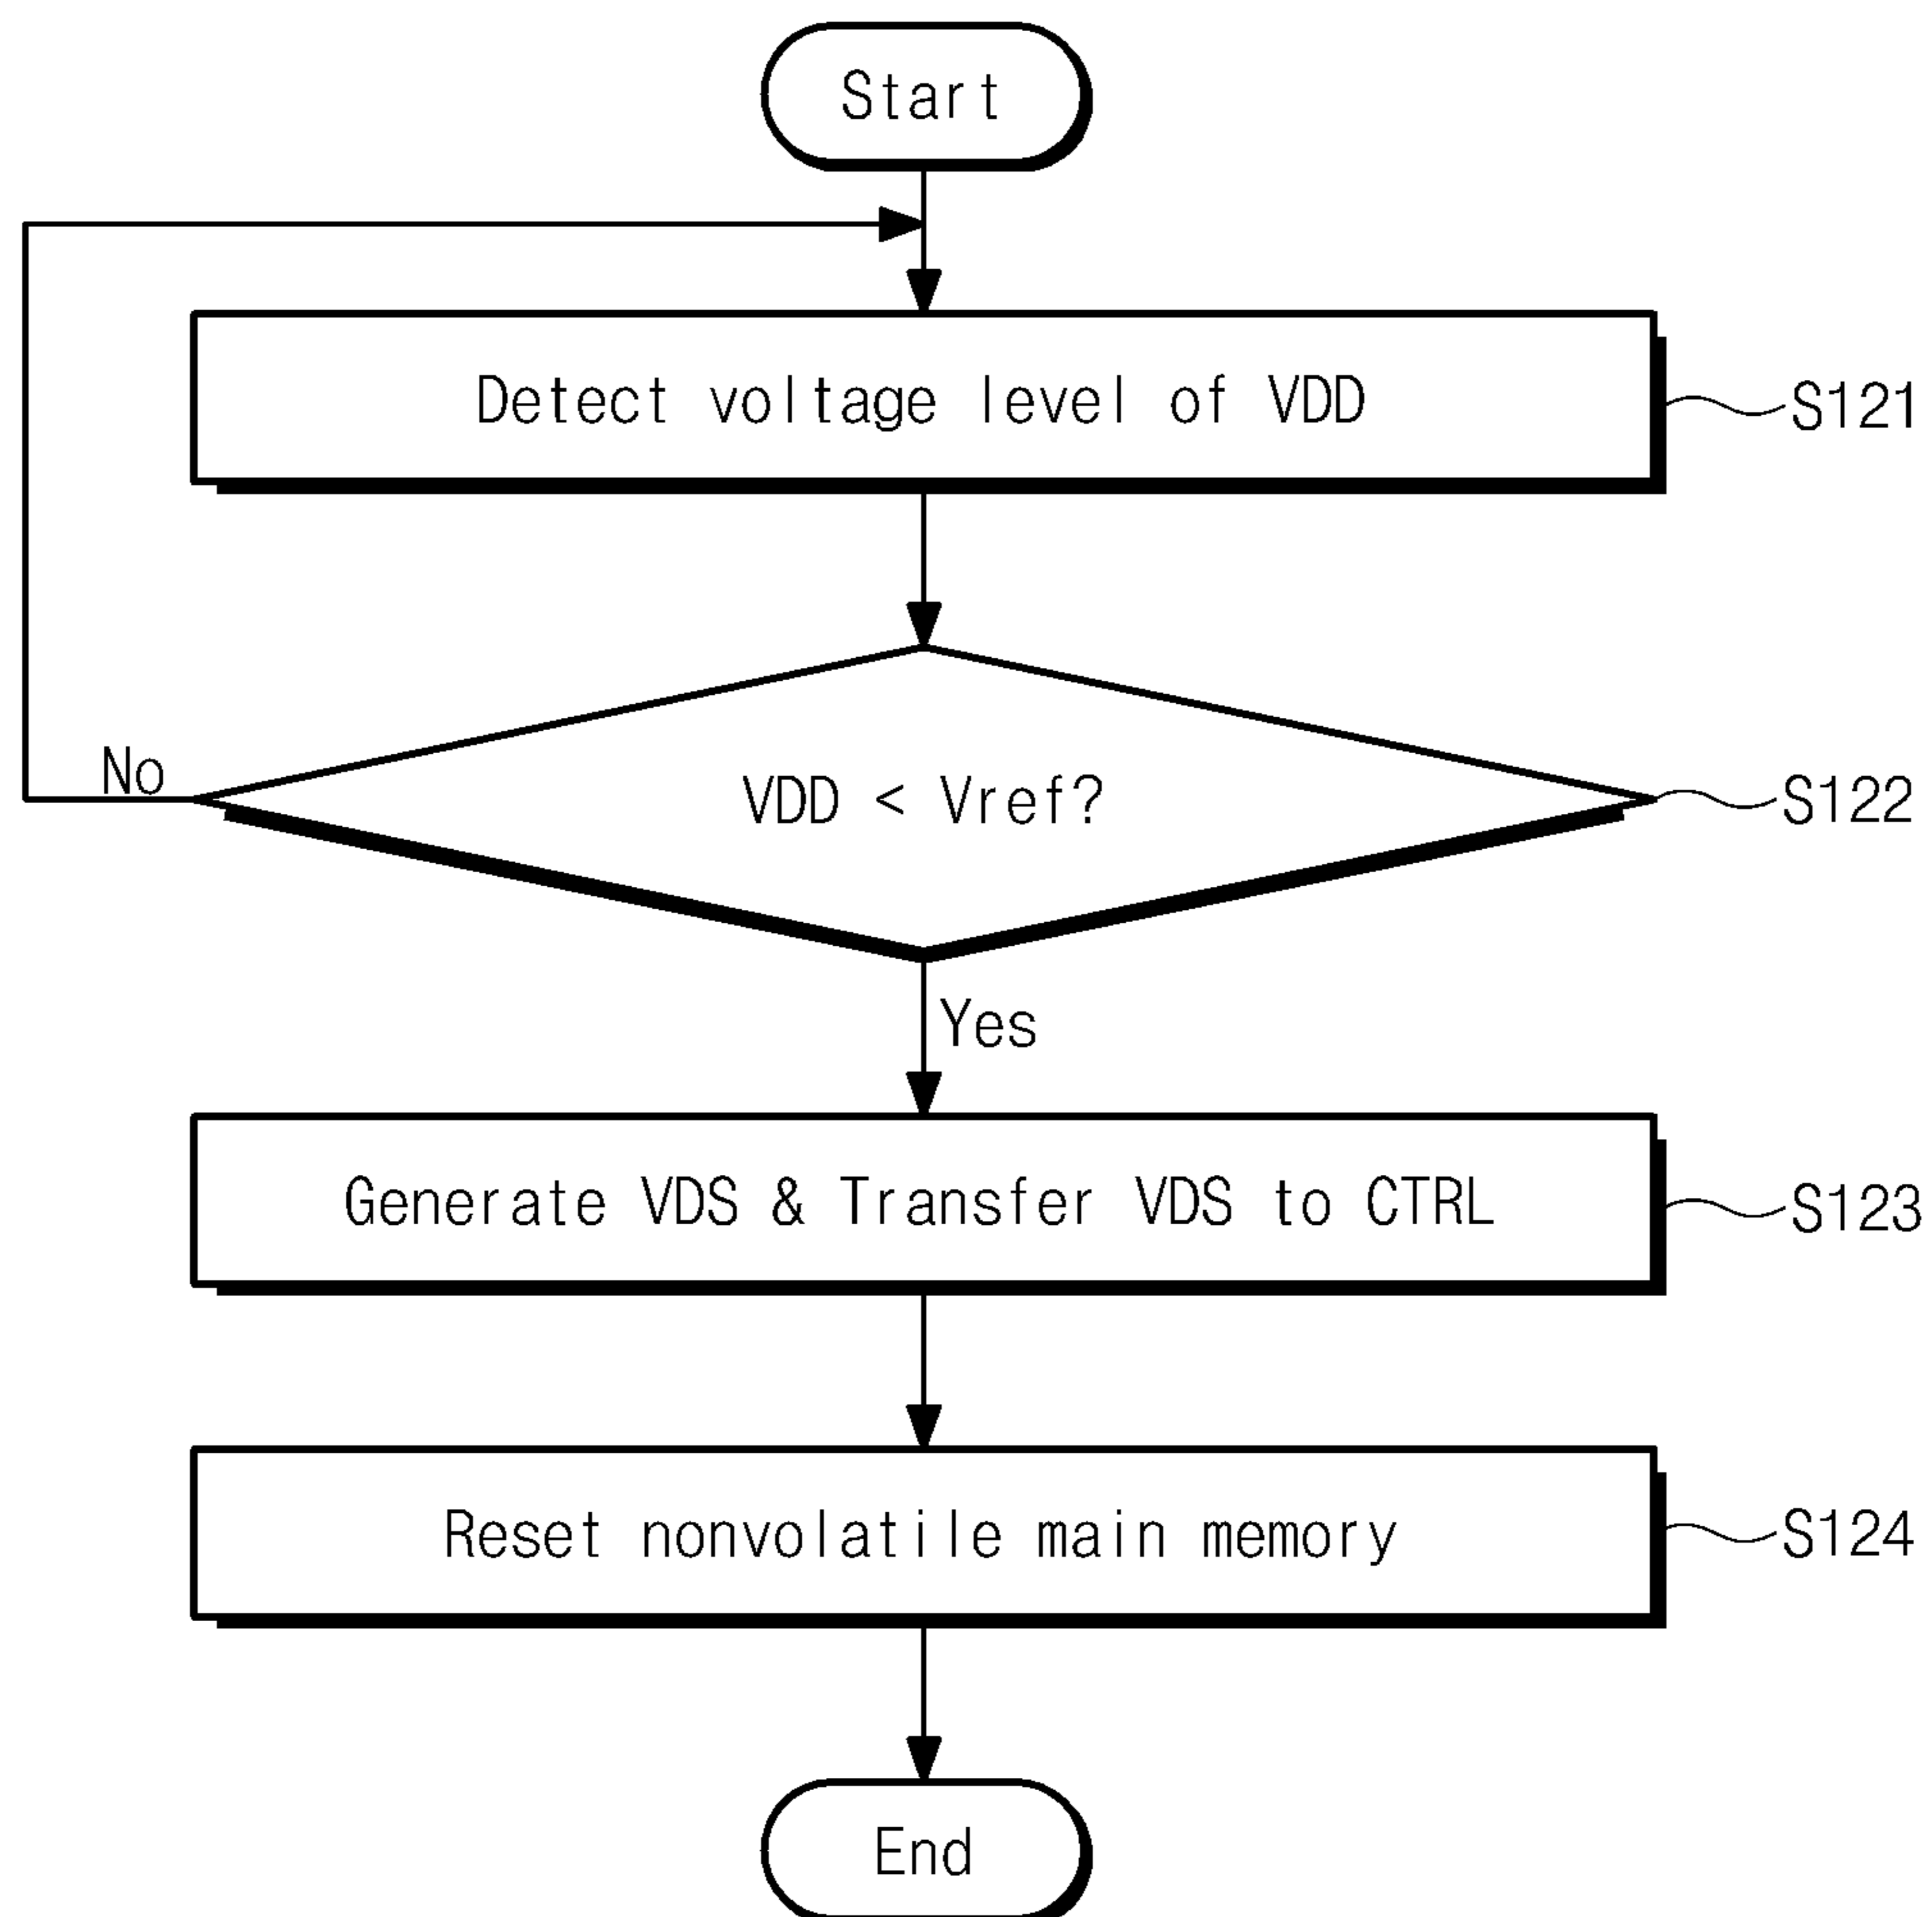 Start
Detect voltage level of VDD
S121
VDD < Vref?
No
S122
Yes
Generate VDS & Transfer VDS to CTRL
S123
Reset nonvolatile main memory
S124
End